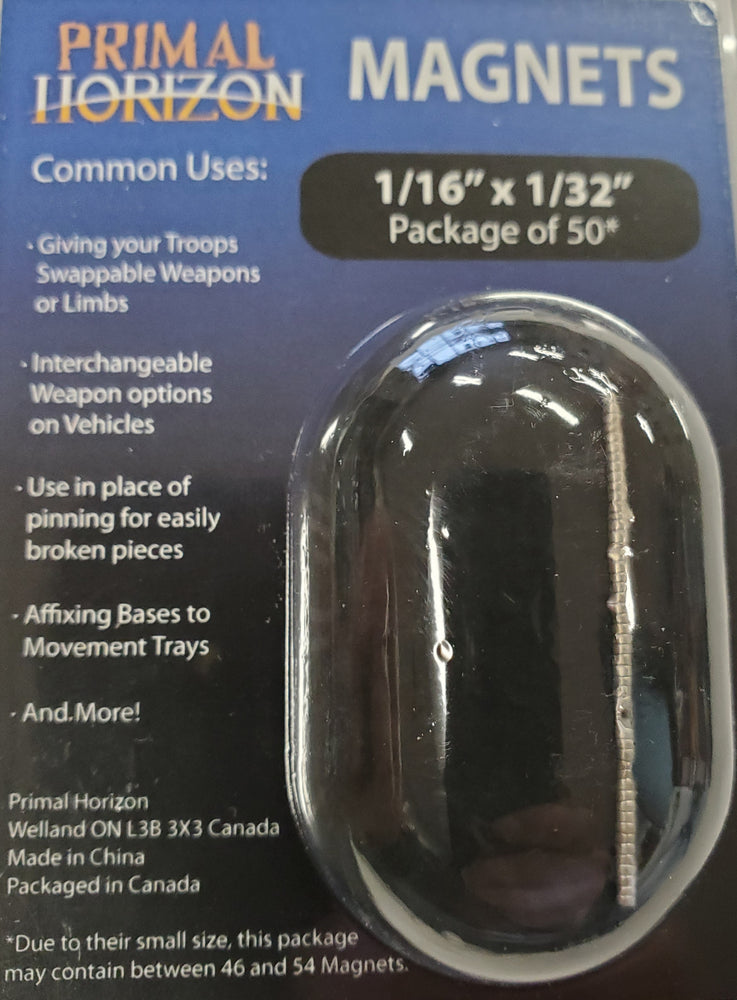 PRIMAL
HORIZON
MAGNETS
Common Uses:
1/16" x 1/32"
Package of 50*
· Giving your Troops
Swappable Weapons
or Limbs
· Interchangeable
Weapon options
on Vehicles
· Use in place of
pinning for easily
broken pieces
· Affixing Bases to
Movement Trays
· And More!
Primal Horizon
Welland ON L3B 3X3 Canada
Made in China
Packaged in Canada
*Due to their small size, this package
may contain between 46 and 54 Magnets.